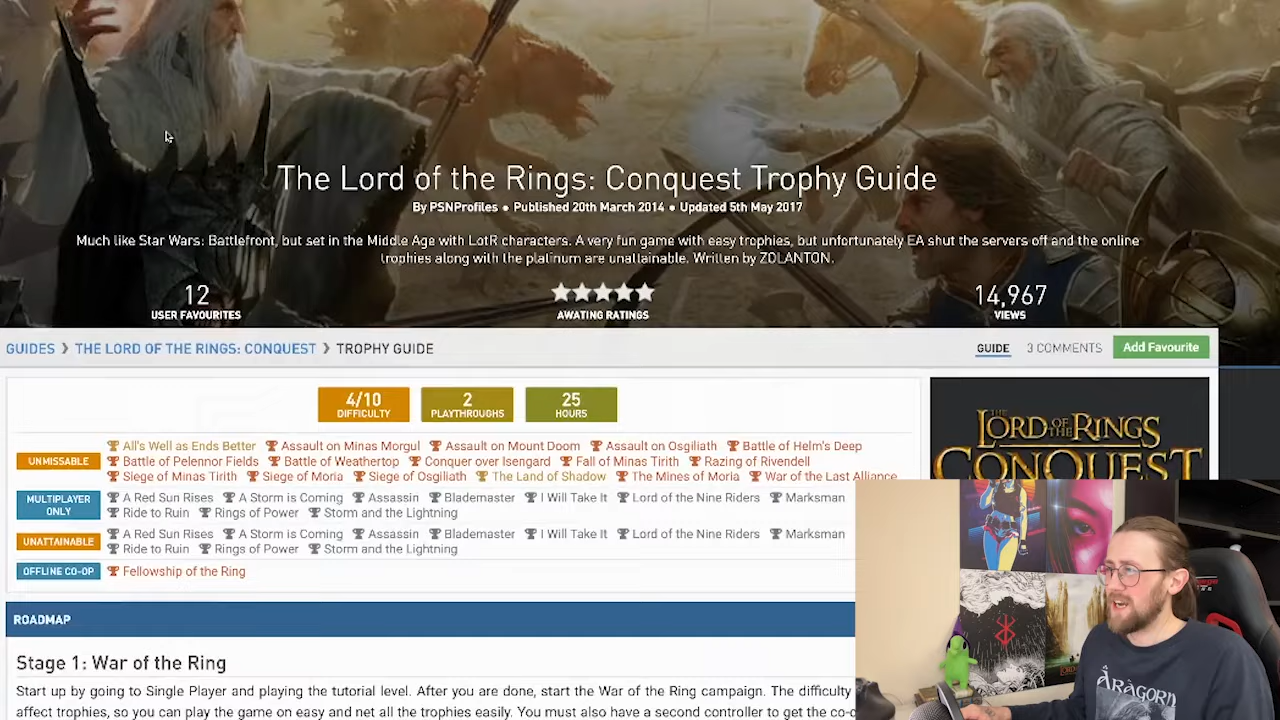 The Lord of the Rings: Conquest Trophy Guide
By PSNProfiles • Published 20th March 2014 • Updated 5th May 2017
Much like Star Wars: Battlefront, but set in the Middle Age with LotR characters. A very fun game with easy trophies, but unfortunately EA shut the servers off and the online
trophies along with the platinum are unattainable. Written by ZDLANTON.
12
USER FAVOURITES
AWATING RATINGS
14,967
VIEWS
GUIDES > THE LORD OF THE RINGS: CONQUEST > TROPHY GUIDE
GUIDE 3 COMMENTS Add Favourite
4/10
DIFFICULTY
2
PLAYTHROUGHS
25
HOURS
UNMISSABLE
All's Well as Ends Better Assault on Minas Morgul Assault on Mount Doom Assault on Osgiliath Battle of Helm's Deep
Battle of Pelennor Fields Battle of Weathertop Conquer over Isengard Fall of Minas Tirith Razing of Rivendell
Siege of Minas Tirith Siege of Moria Siege of Osgiliath The Land of Shadow The Mines of Moria War of the Last Alliance
MULTIPLAYER
ONLY
A Red Sun Rises A Storm is Coming Assassin Blademaster I Will Take It Lord of the Nine Riders Marksman
Ride to Ruin Rings of Power Storm and the Lightning
UNATTAINABLE
A Red Sun Rises A Storm is Coming Assassin Blademaster I Will Take It Lord of the Nine Riders Marksman
Ride to Ruin Rings of Power Storm and the Lightning
OFFLINE CO-OP
Fellowship of the Ring
THE
LORD OF THE RINGS
CONQUEST
ROADMAP
Stage 1: War of the Ring
Start up by going to Single Player and playing the tutorial level. After you are done, start the War of the Ring campaign. The difficulty
affect trophies, so you can play the game on easy and net all the trophies easily. You must also have a second controller to get the co-o
ÀRAGORN